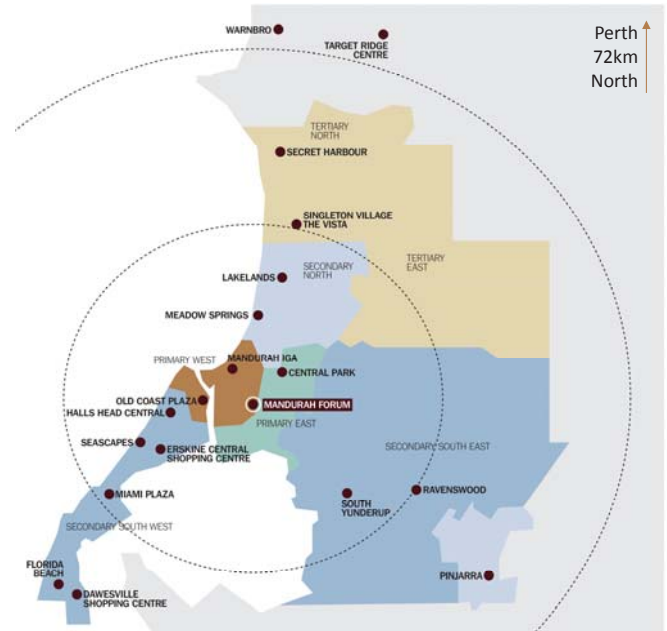 WARNBRO
TARGET RIDGE
CENTRE
Perth
72km
North
TERTIARY
NORTH
SECRET HARBOUR
SINGLETON VILLAGE
THE VISTA
SECONDARY
NORTH
TERTIARY
EAST
LAKELANDS
MEADOW SPRINGS
PRIMARY WEST
MANDURAH IGA
CENTRAL PARK
OLD COAST PLAZA
MANDURAH FORUM
HALLS HEAD CENTRAL
PRIMARY EAST
SEASCAPES
ERSKINE CENTRAL
SHOPPING CENTRE
SECONDARY SOUTH EAST
MIAMI PLAZA
SOUTH
YUNDERUP
RAVENSWOOD
SECONDARY SOUTH WEST
FLORIDA
BEACH
DAWESVILLE
SHOPPING CENTRE
PINJARRA